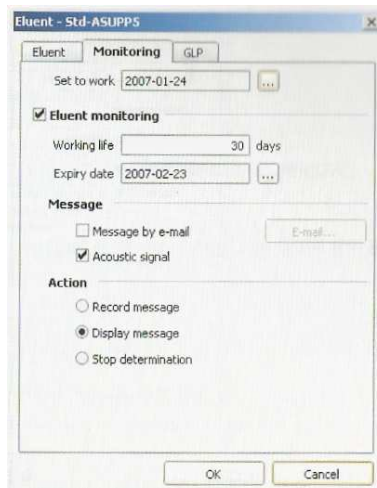 Eluent - Std-ASUPPS
Eluent Monitoring GLP
Set to work 2007-01-24 ...
Eluent monitoring
Working life 30 days
Expiry date 2007-02-23 ...
Message
Message by e-mail E-mail...
Acoustic signal
Action
Record message
Display message
Stop determination
OK Cancel